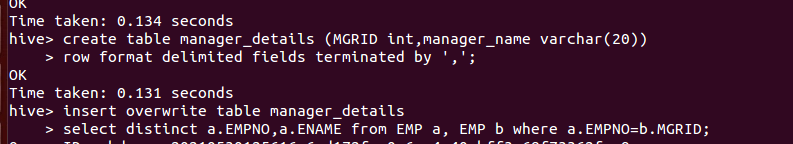 OK
Time taken: 0.134 seconds
hive> create table manager_details (MGRID int,manager_name varchar(20))
    > row format delimited fields terminated by ',';
OK
Time taken: 0.131 seconds
hive> insert overwrite table manager_details
    > select distinct a.EMPNO,a.ENAME from EMP a, EMP b where a.EMPNO=b.MGRID;